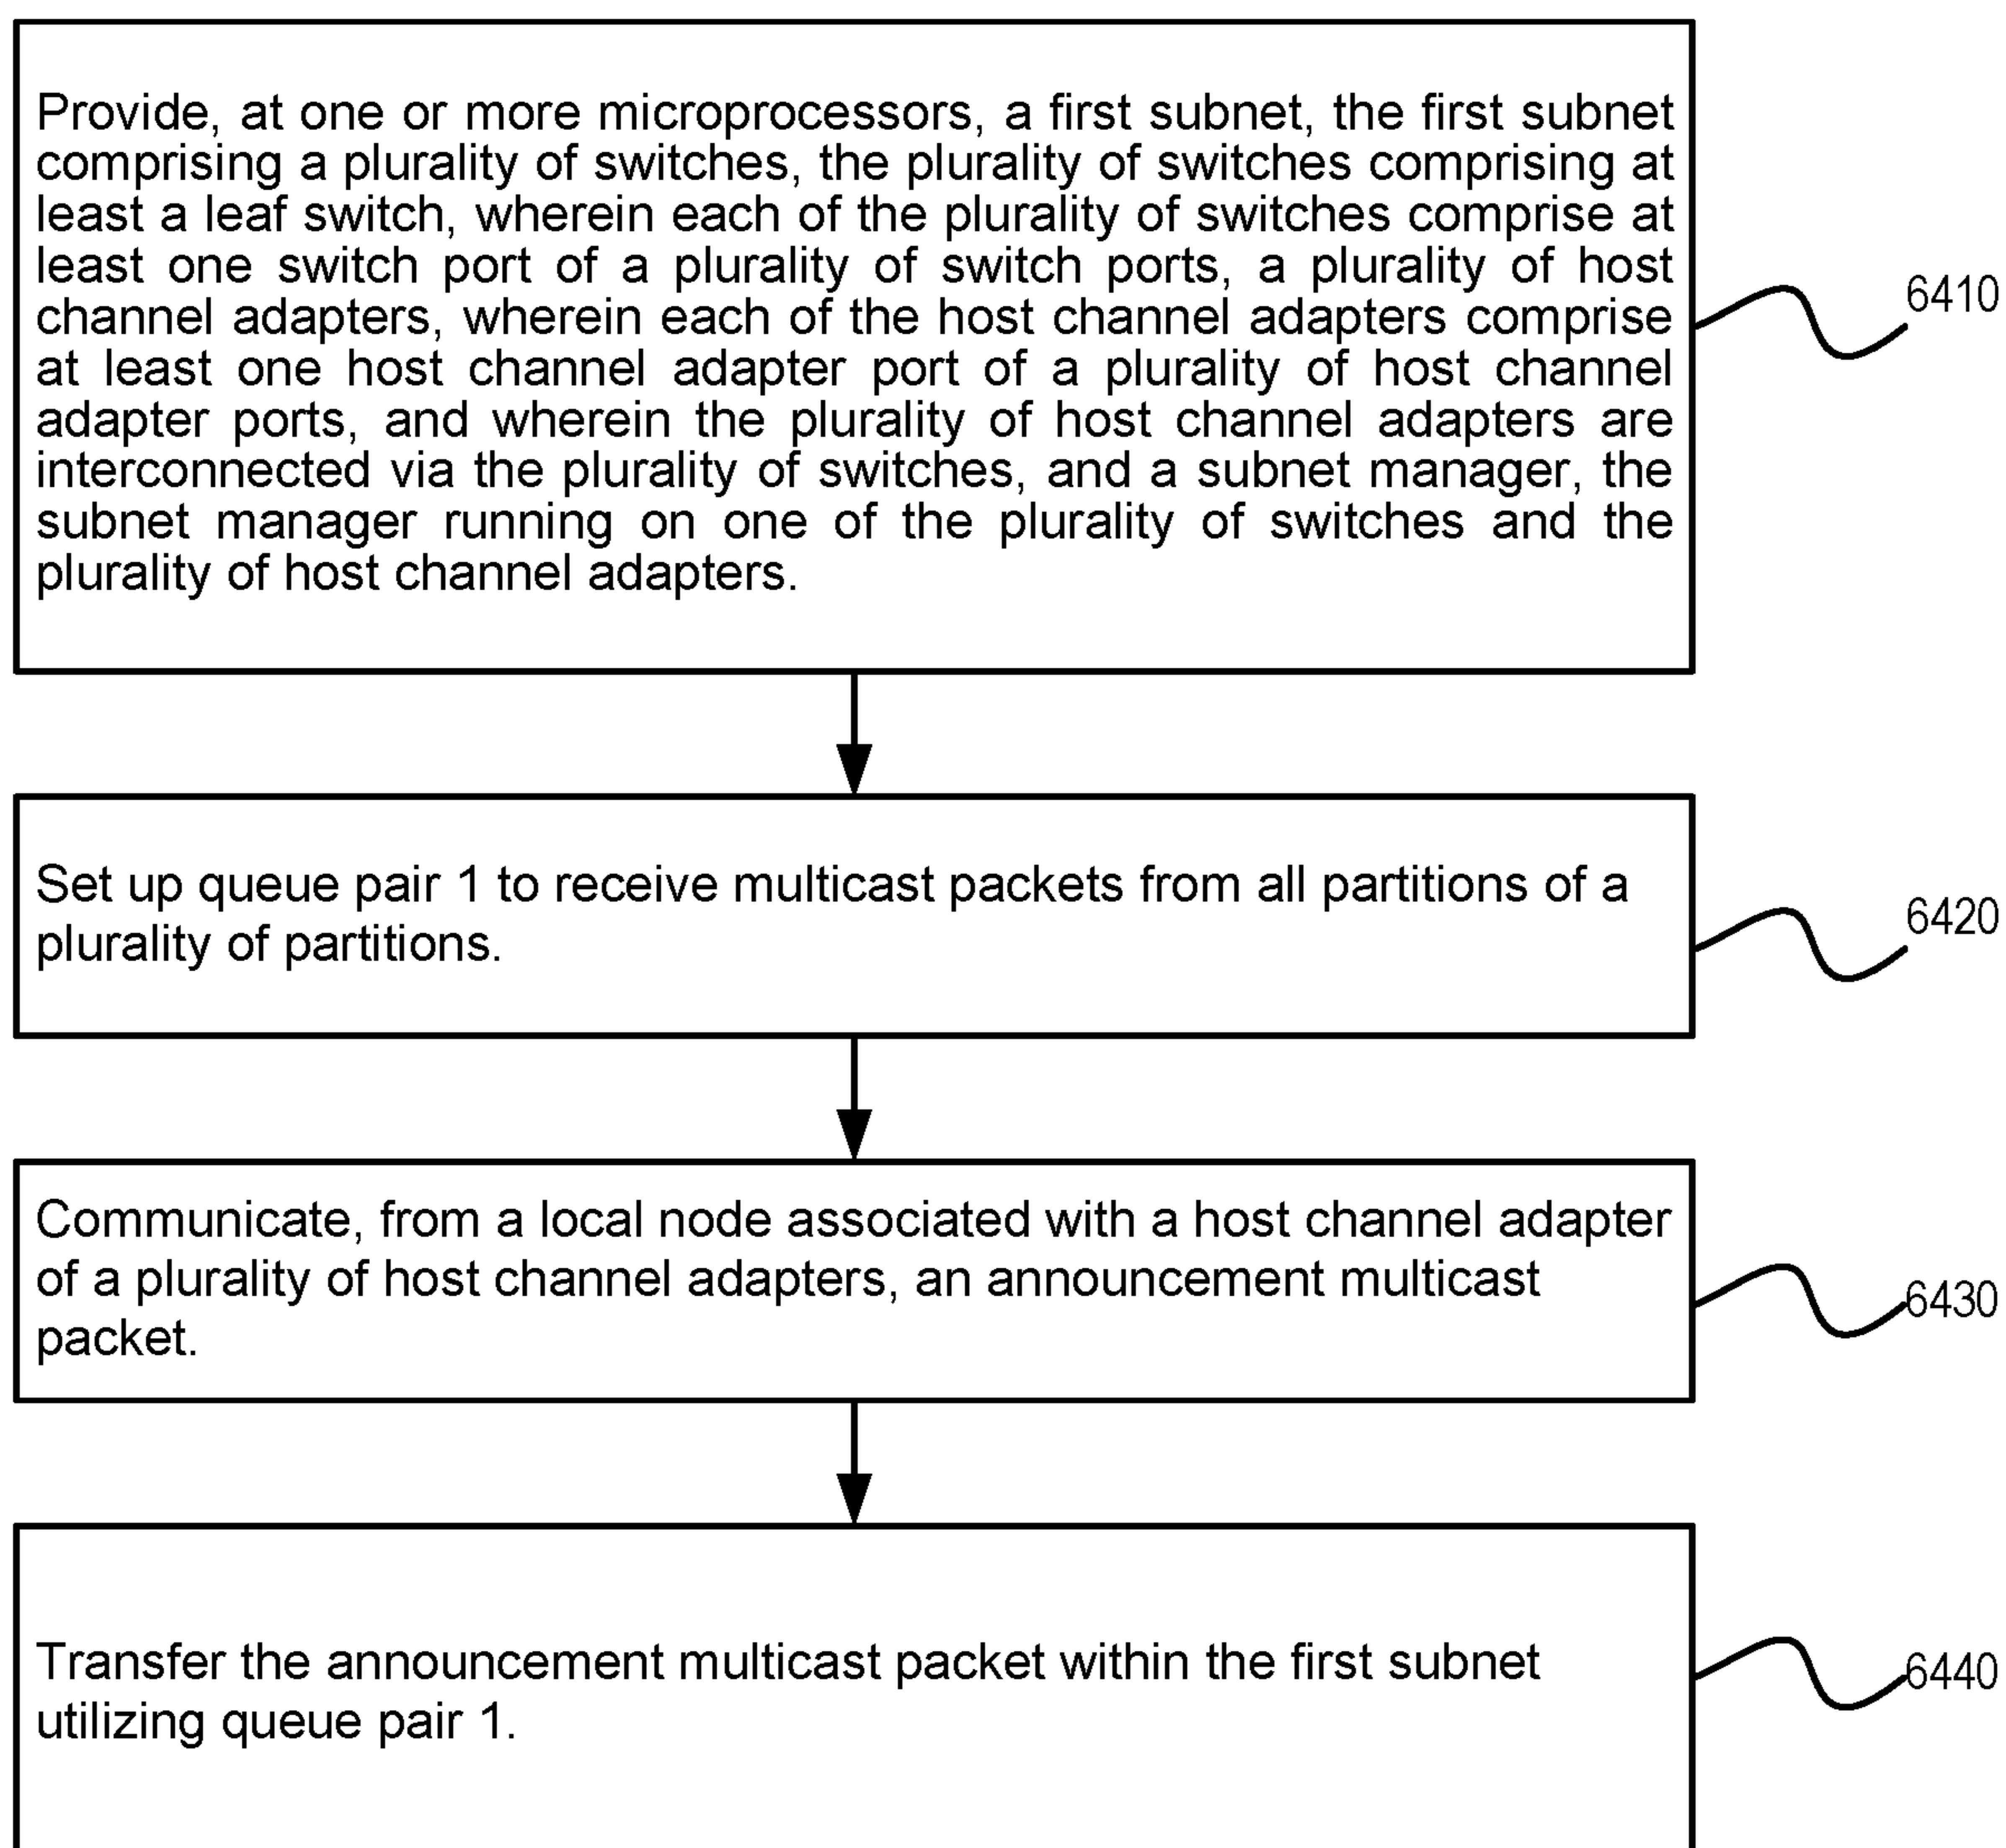 Provide, at one or more microprocessors, a first subnet, the first subnet
comprising a plurality of switches, the plurality of switches comprising at
least a leaf switch, wherein each of the plurality of switches comprise at
least one switch port of a plurality of switch ports, a plurality of host
channel adapters, wherein each of the host channel adapters comprise
at least one host channel adapter port of a plurality of host channel
adapter ports, and wherein the plurality of host channel adapters are
interconnected via the plurality of switches, and a subnet manager, the
subnet manager running on one of the plurality of switches and the
plurality of host channel adapters.
6410
Set up queue pair 1 to receive multicast packets from all partitions of a
plurality of partitions.
6420
Communicate, from a local node associated with a host channel adapter
of a plurality of host channel adapters, an announcement multicast
packet.
6430
Transfer the announcement multicast packet within the first subnet
utilizing queue pair 1.
6440